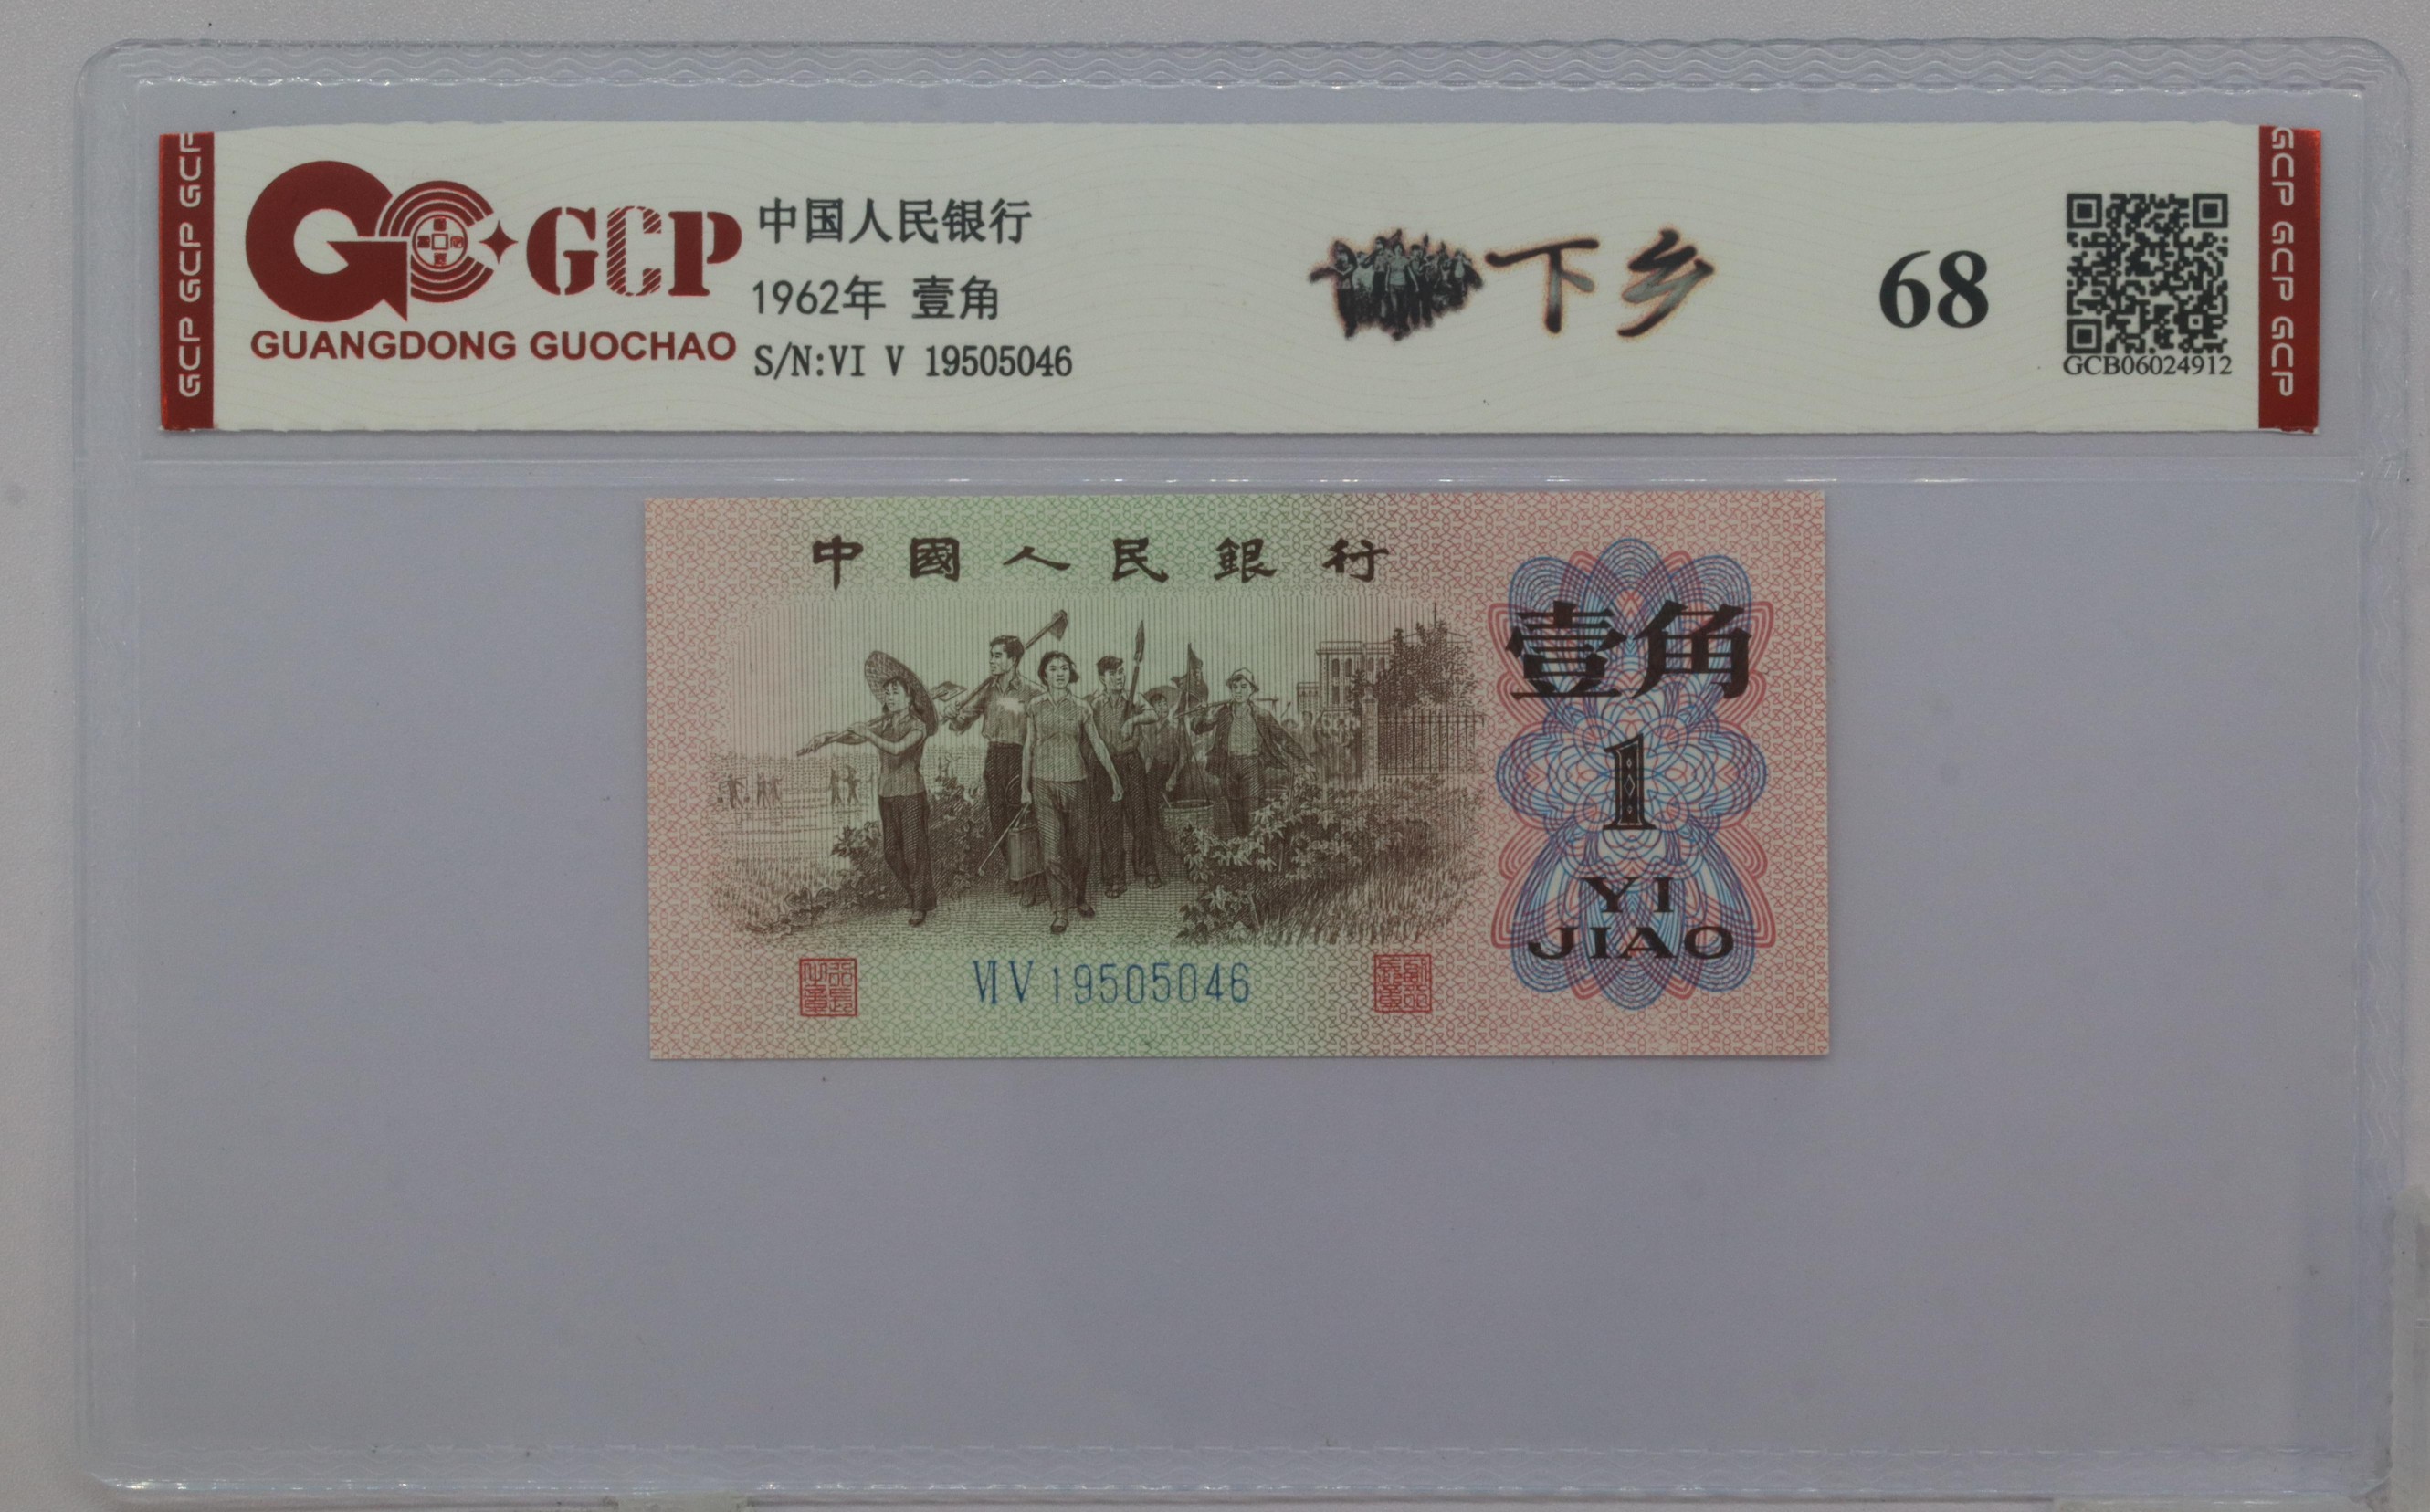 GCP GCP GCP
GCP
GUANGDONG GUOCHAO
中国人民银行
1962年 壹角
S/N:VI V 19505046
下乡
68
GCB06024912
GCP GCP GCP
中國人民銀行
壹角
1
YI
JIAO
VI V 19505046